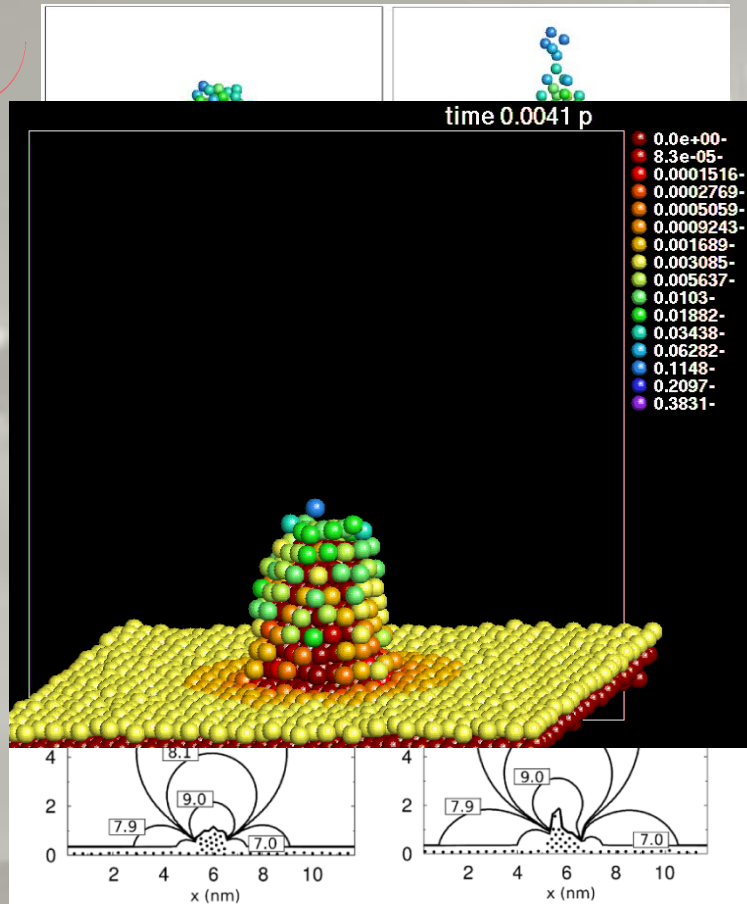 time 0.0041 p
0.0e+00-
8.3e-05-
0.0001516-
0.0002769-
0.0005059-
0.0009243-
0.001689-
0.003085-
0.005637-
0.0103-
0.01882-
0.03438-
0.06282-
0.1148-
0.2097-
0.3831-
4 8.1 4
9.0 9.0
2 7.9 2 7.9
7.0 7.0
0 0
2 4 6 8 10 2 4 6 8 10
x (nm) x (nm)